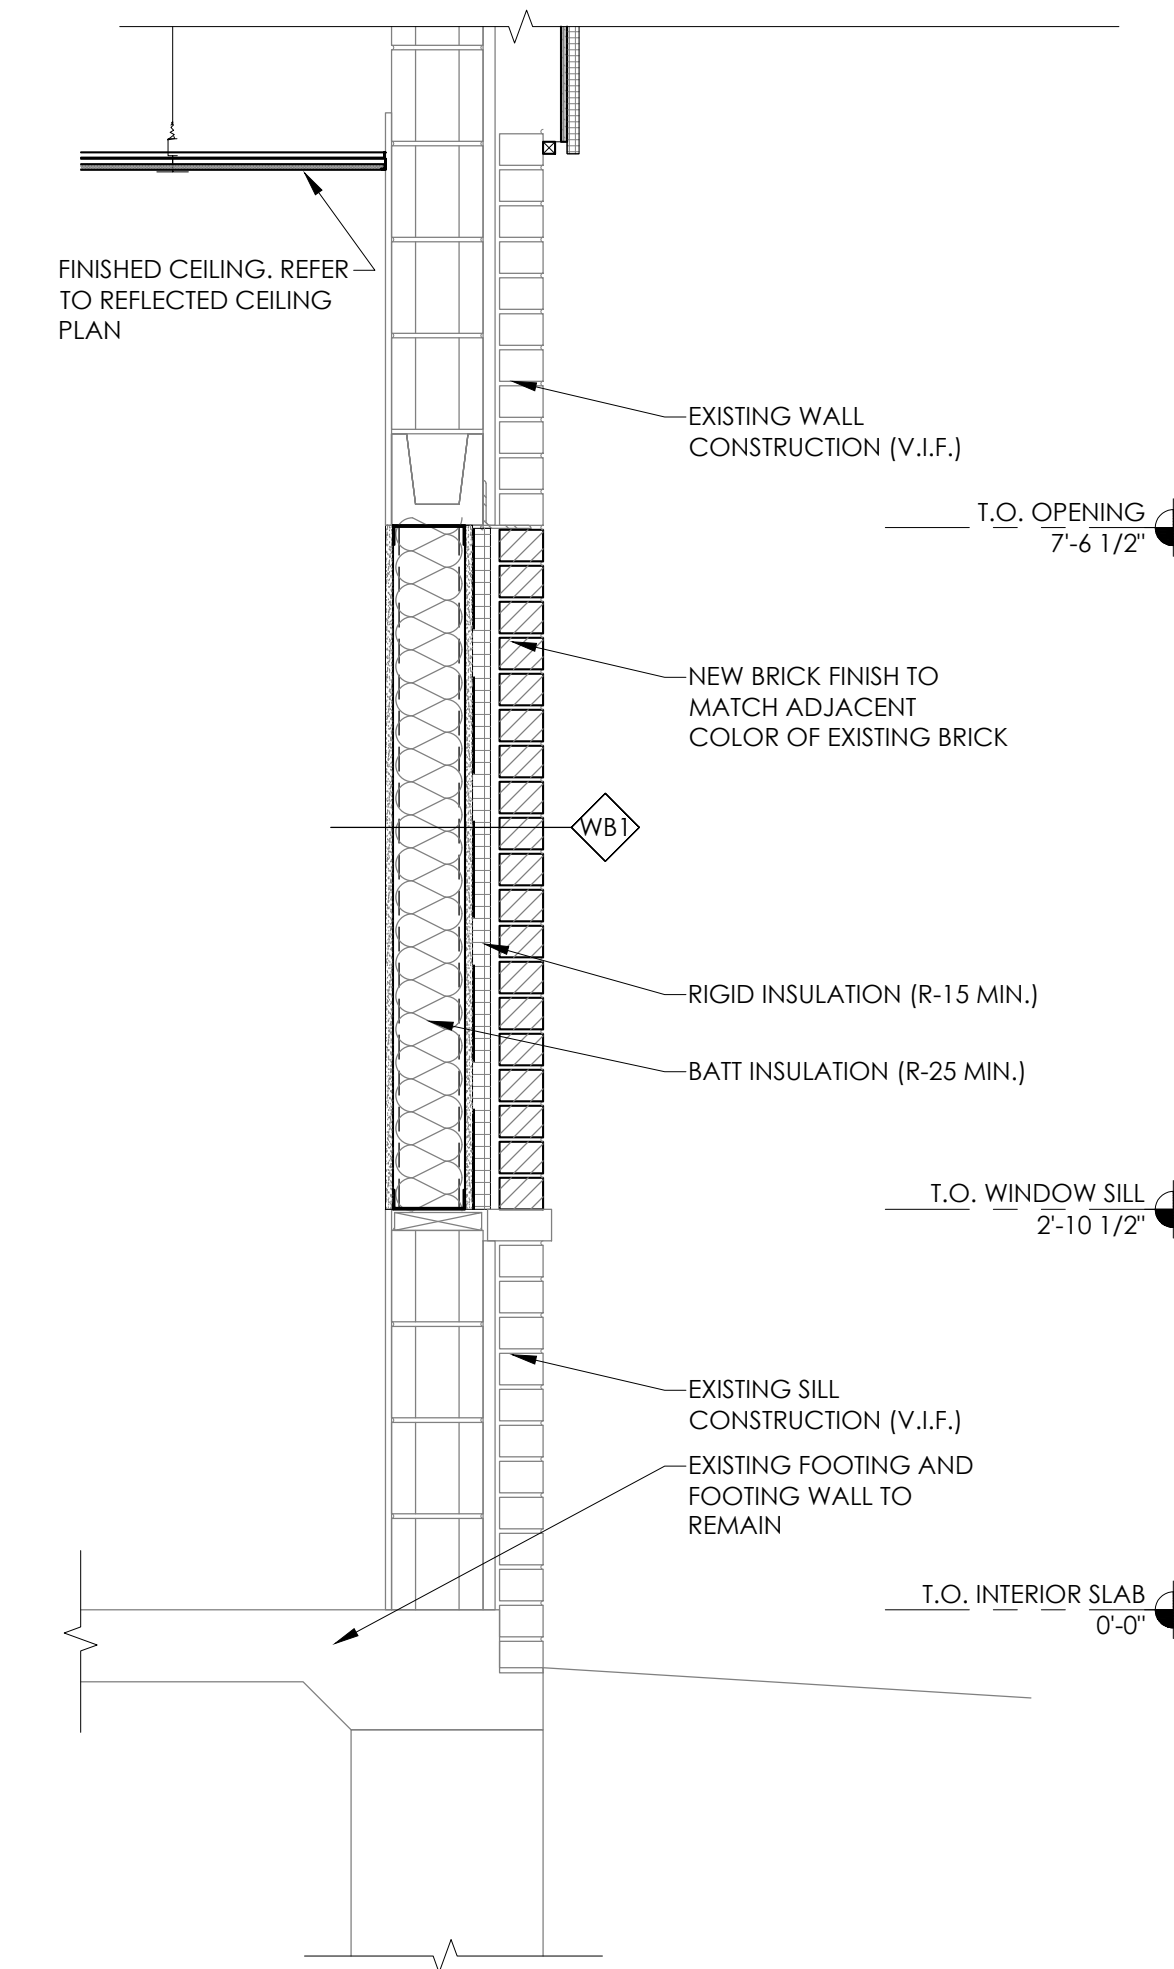 FINISHED CEILING. REFER
TO REFLECTED CEILING
PLAN
EXISTING WALL
CONSTRUCTION (V.I.F.)
T.O. OPENING
7'-6 1/2"
NEW BRICK FINISH TO
MATCH ADJACENT
COLOR OF EXISTING BRICK
WB1
RIGID INSULATION (R-15 MIN.)
BATT INSULATION (R-25 MIN.)
T.O. WINDOW SILL
2'-10 1/2"
EXISTING SILL
CONSTRUCTION (V.I.F.)
EXISTING FOOTING AND
FOOTING WALL TO
REMAIN
T.O. INTERIOR SLAB
0'-0"